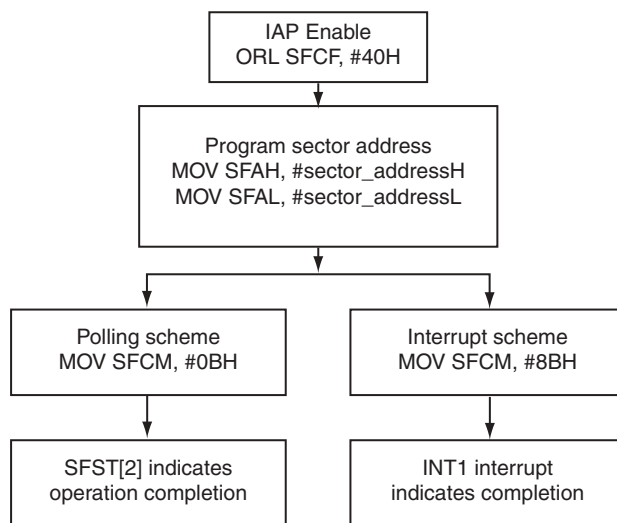 IAP Enable
ORL SFCF, #40H
Program sector address
MOV SFAH, #sector_addressH
MOV SFAL, #sector_addressL
Polling scheme
MOV SFCM, #0BH
Interrupt scheme
MOV SFCM, #8BH
SFST[2] indicates
operation completion
INT1 interrupt
indicates completion